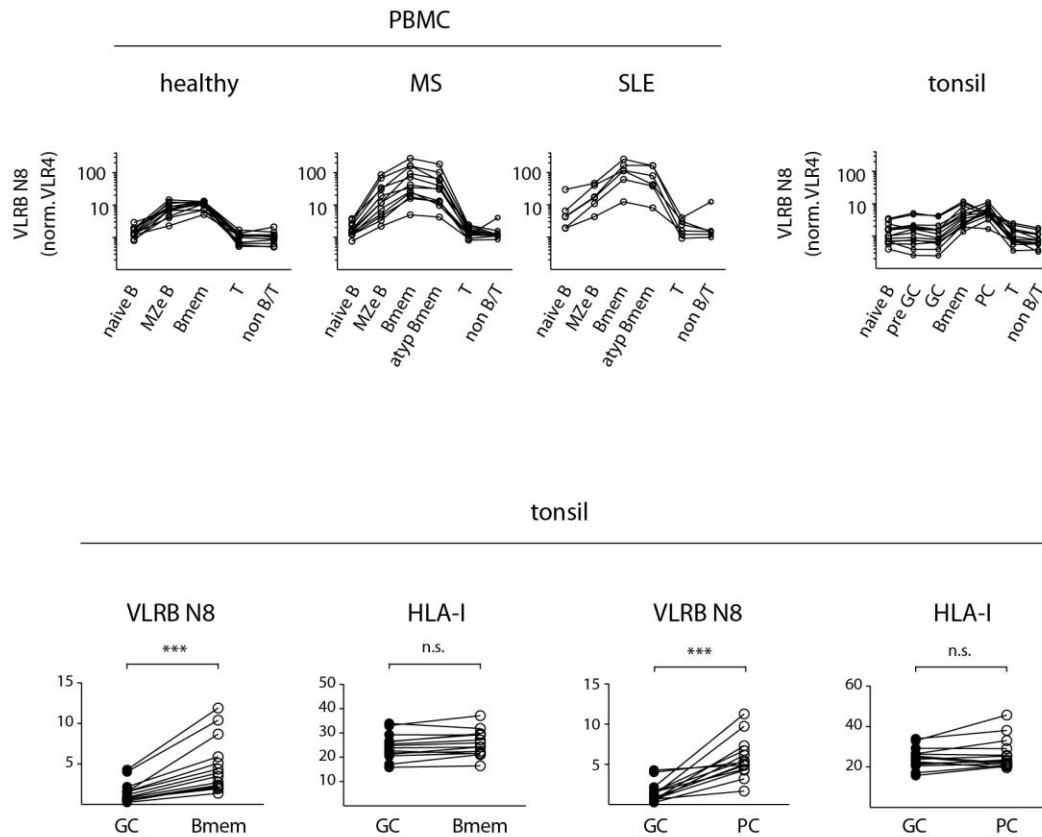 PBMC
healthy MS SLE tonsil
VLRB N8
(norm. VLR4)
100
10
naive B
MZe B
Bmem
T
non B/T
100
10
naive B
MZe B
Bmem
atyp Bmem
T
non B/T
100
10
naive B
MZe B
Bmem
atyp Bmem
T
non B/T
100
10
naive B
pre GC
GC
Bmem
PC
T
non B/T
tonsil
VLRB N8 HLA-I VLRB N8 HLA-I
*** n.s. *** n.s.
15
10
5
GC Bmem
50
40
30
20
10
GC Bmem
15
10
5
GC PC
60
40
20
GC PC